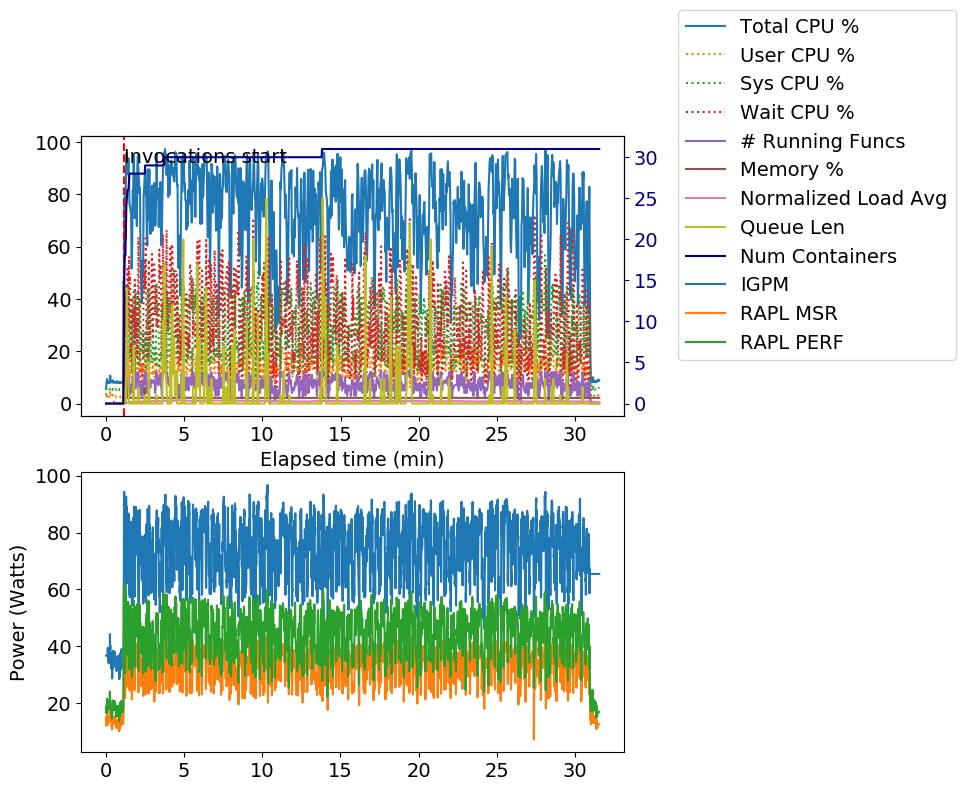 Total CPU %
User CPU %
Sys CPU %
Wait CPU %
# Running Funcs
Memory %
Normalized Load Avg
Queue Len
Num Containers
IGPM
RAPL MSR
RAPL PERF
Invocations start
100
80
60
40
20
0
30
25
20
15
10
5
0
0 5 10 15 20 25 30
Elapsed time (min)
100
80
60
40
20
Power (Watts)
0 5 10 15 20 25 30